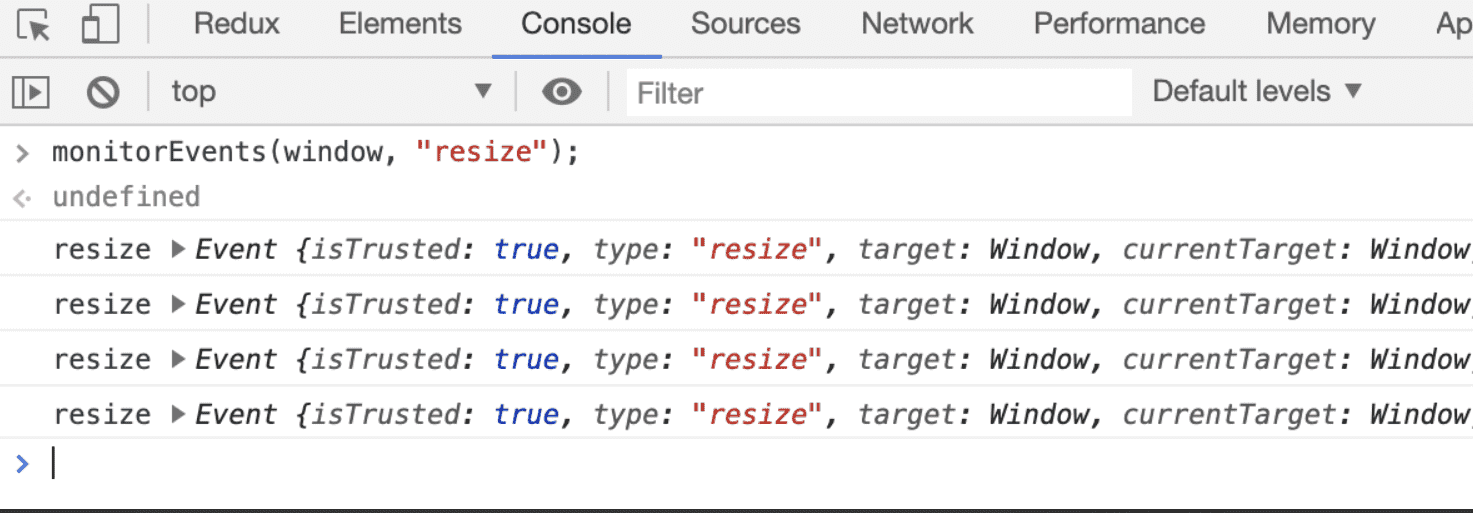 Redux Elements Console Sources Network Performance Memory Ap
top Filter Default levels
monitorEvents(window, "resize");
undefined
resize Event {isTrusted: true, type: "resize", target: Window, currentTarget: Window,
resize Event {isTrusted: true, type: "resize", target: Window, currentTarget: Window,
resize Event {isTrusted: true, type: "resize", target: Window, currentTarget: Window,
resize Event {isTrusted: true, type: "resize", target: Window, currentTarget: Window,